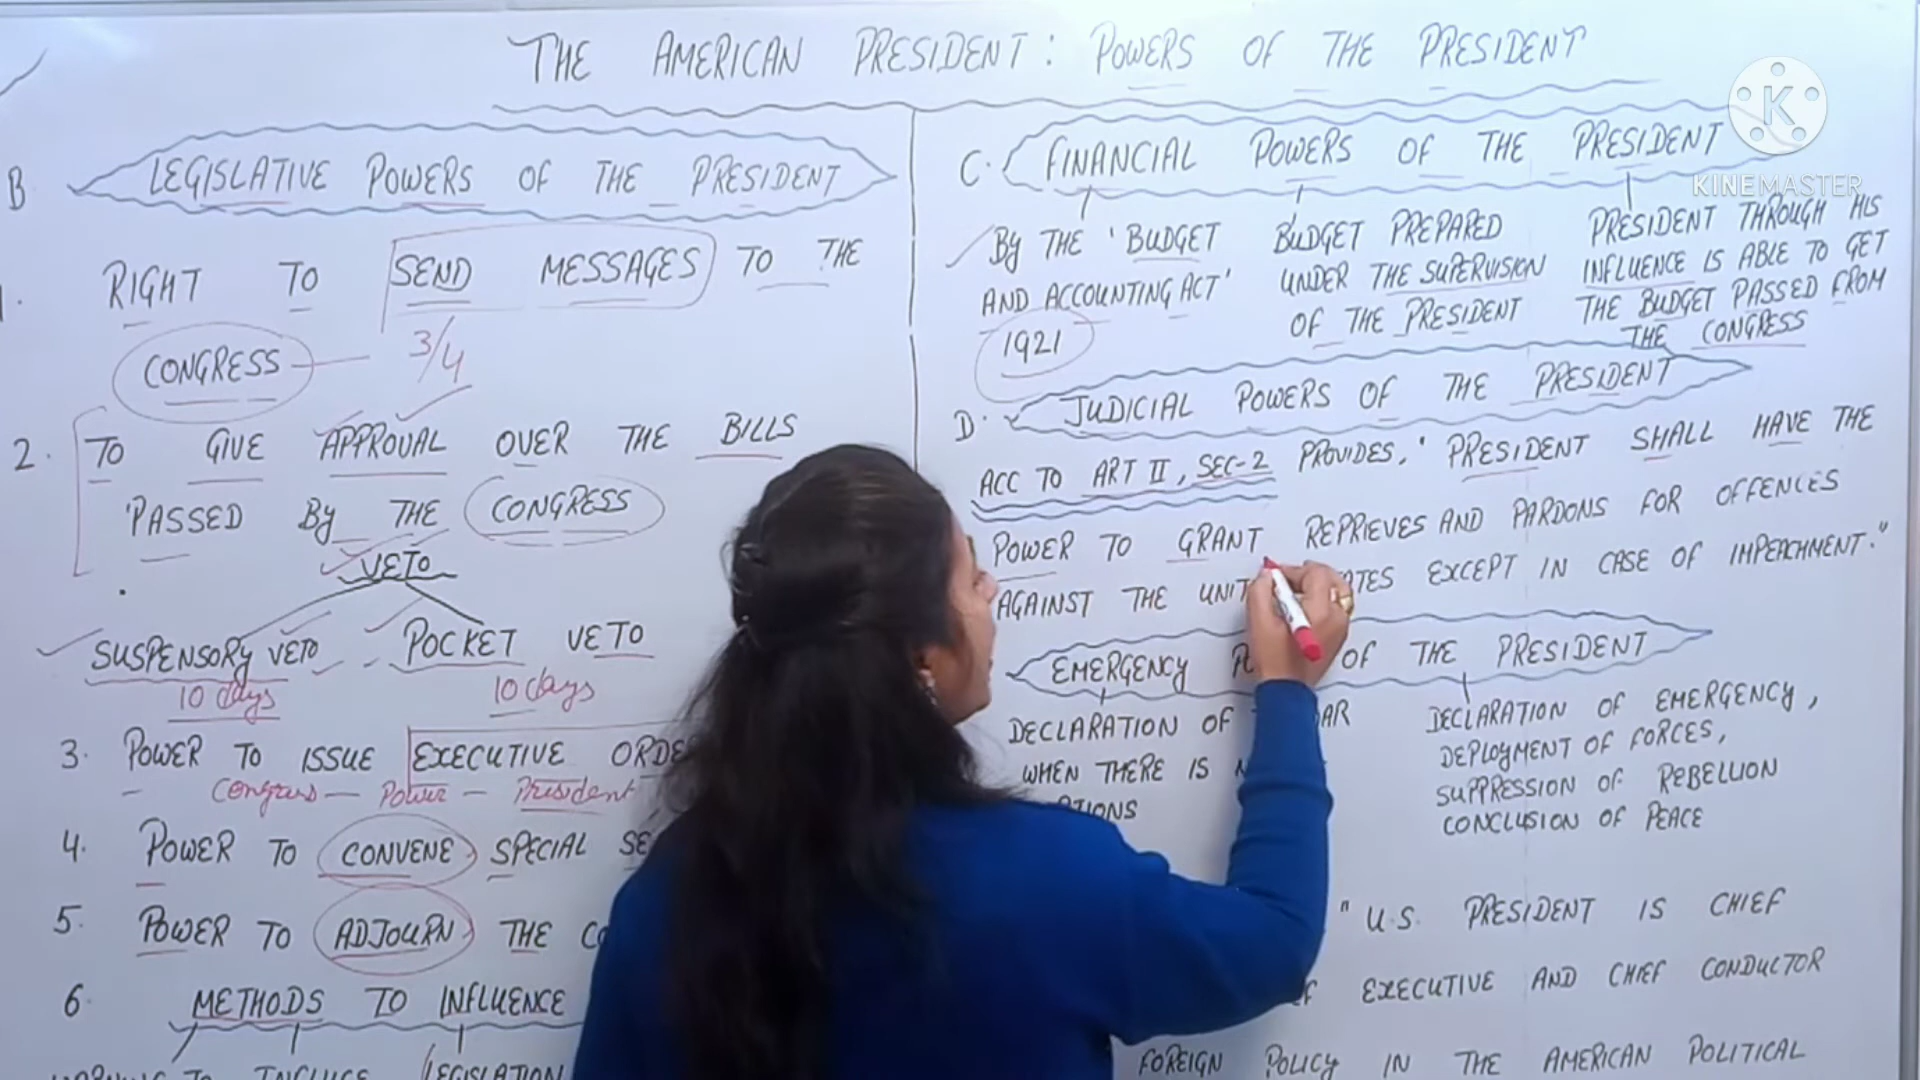 THE AMERICAN PRESIDENT: POWERS OF THE PRESIDENT
B LEGISLATIVE POWERS OF THE PRESIDENT
1. RIGHT TO SEND MESSAGES TO THE
CONGRESS 3/4
2. TO GIVE APPROVAL OVER THE BILLS
PASSED BY THE CONGRESS
VETO
SUSPENSORY VETO POCKET VETO
10 days 10 days
3. POWER TO ISSUE EXECUTIVE
Congress — Power — President
4. POWER TO CONVENE SPECIAL
5. POWER TO ADJOURN THE
6. METHODS TO INFLUENCE
LEGISLATION
C. FINANCIAL POWERS OF THE PRESIDENT
BY THE 'BUDGET
AND ACCOUNTING ACT'
1921
BUDGET PREPARED
UNDER THE SUPERVISION
OF THE PRESIDENT
PRESIDENT THROUGH HIS
INFLUENCE IS ABLE TO GET
THE BUDGET PASSED FROM
THE CONGRESS
D. JUDICIAL POWERS OF THE PRESIDENT
ACC TO ART II, SEC-2 PROVIDES, "PRESIDENT SHALL HAVE THE
POWER TO GRANT REPRIEVES AND PARDONS FOR OFFENCES
AGAINST THE EXCEPT IN CASE OF IMPEACHMENT."
EMERGENCY OF THE PRESIDENT
DECLARATION OF
WHEN THERE IS
DECLARATION OF EMERGENCY,
DEPLOYMENT OF FORCES,
SUPPRESSION OF REBELLION
CONCLUSION OF PEACE
"U.S. PRESIDENT IS CHIEF
EXECUTIVE AND CHIEF CONDUCTOR
FOREIGN POLICY IN THE AMERICAN POLITICAL
K
KINEMASTER